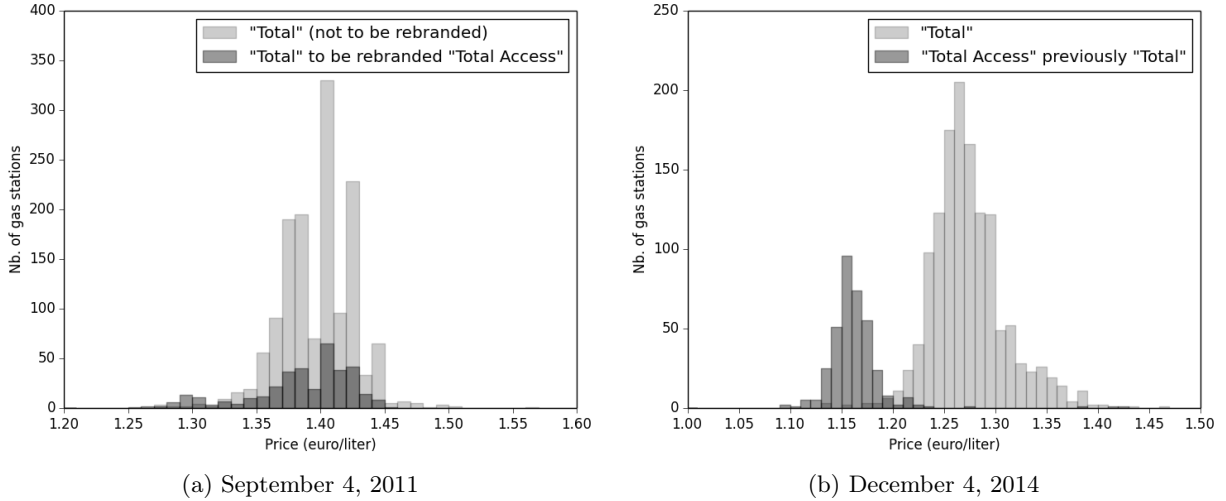 "Total" (not to be rebranded)
"Total" to be rebranded "Total Access"
Nb. of gas stations
400
350
300
250
200
150
100
50
0
1.20 1.25 1.30 1.35 1.40 1.45 1.50 1.55 1.60
Price (euro/liter)
(a) September 4, 2011
"Total"
"Total Access" previously "Total"
Nb. of gas stations
250
200
150
100
50
0
1.00 1.05 1.10 1.15 1.20 1.25 1.30 1.35 1.40 1.45 1.50
Price (euro/liter)
(b) December 4, 2014